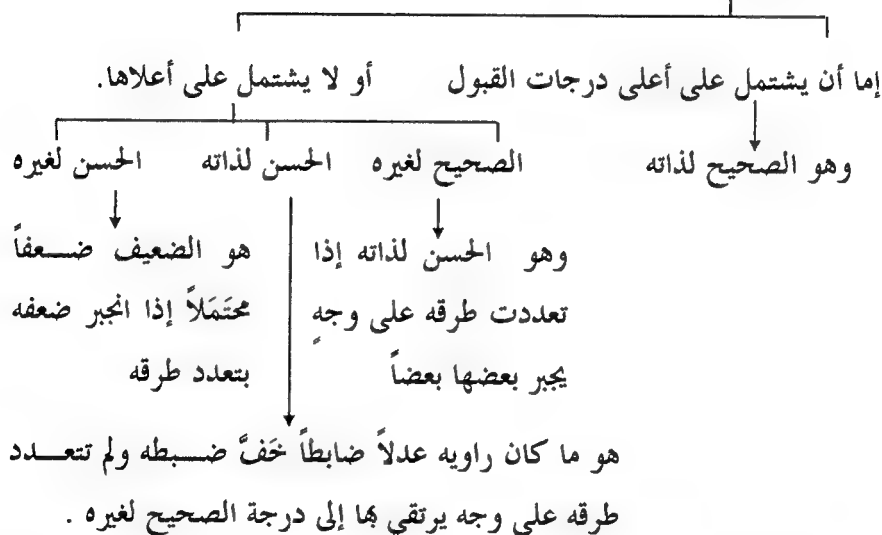 إما أن يشتمل على أعلى درجات القبول
أو لا يشتمل على أعلاها.
وهو الصحيح لذاته
الصحيح لغيره
الحسن لذاته
الحسن لغيره
وهو الحسن لذاته إذا
تعددت طرقه على وجهٍ
يجبر بعضها بعضاً
هو الضعيف ضعفاً
محتَمَلاً إذا انجبر ضعفه
بتعدد طرقه
هو ما كان راويه عدلاً ضابطاً خَفَّ ضبطه ولم تتعدد
طرقه على وجه يرتقي بها إلى درجة الصحيح لغيره .